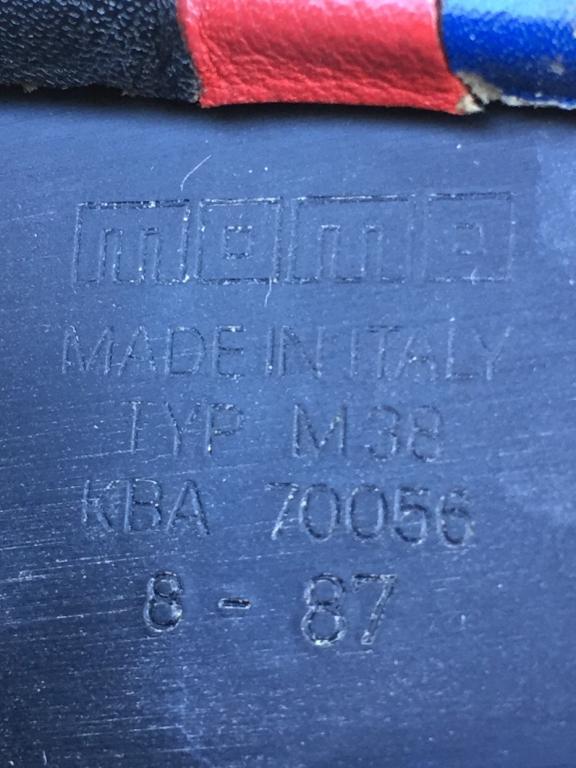 momo
MADE IN ITALY
TYP M38
KBA 70056
8 - 87